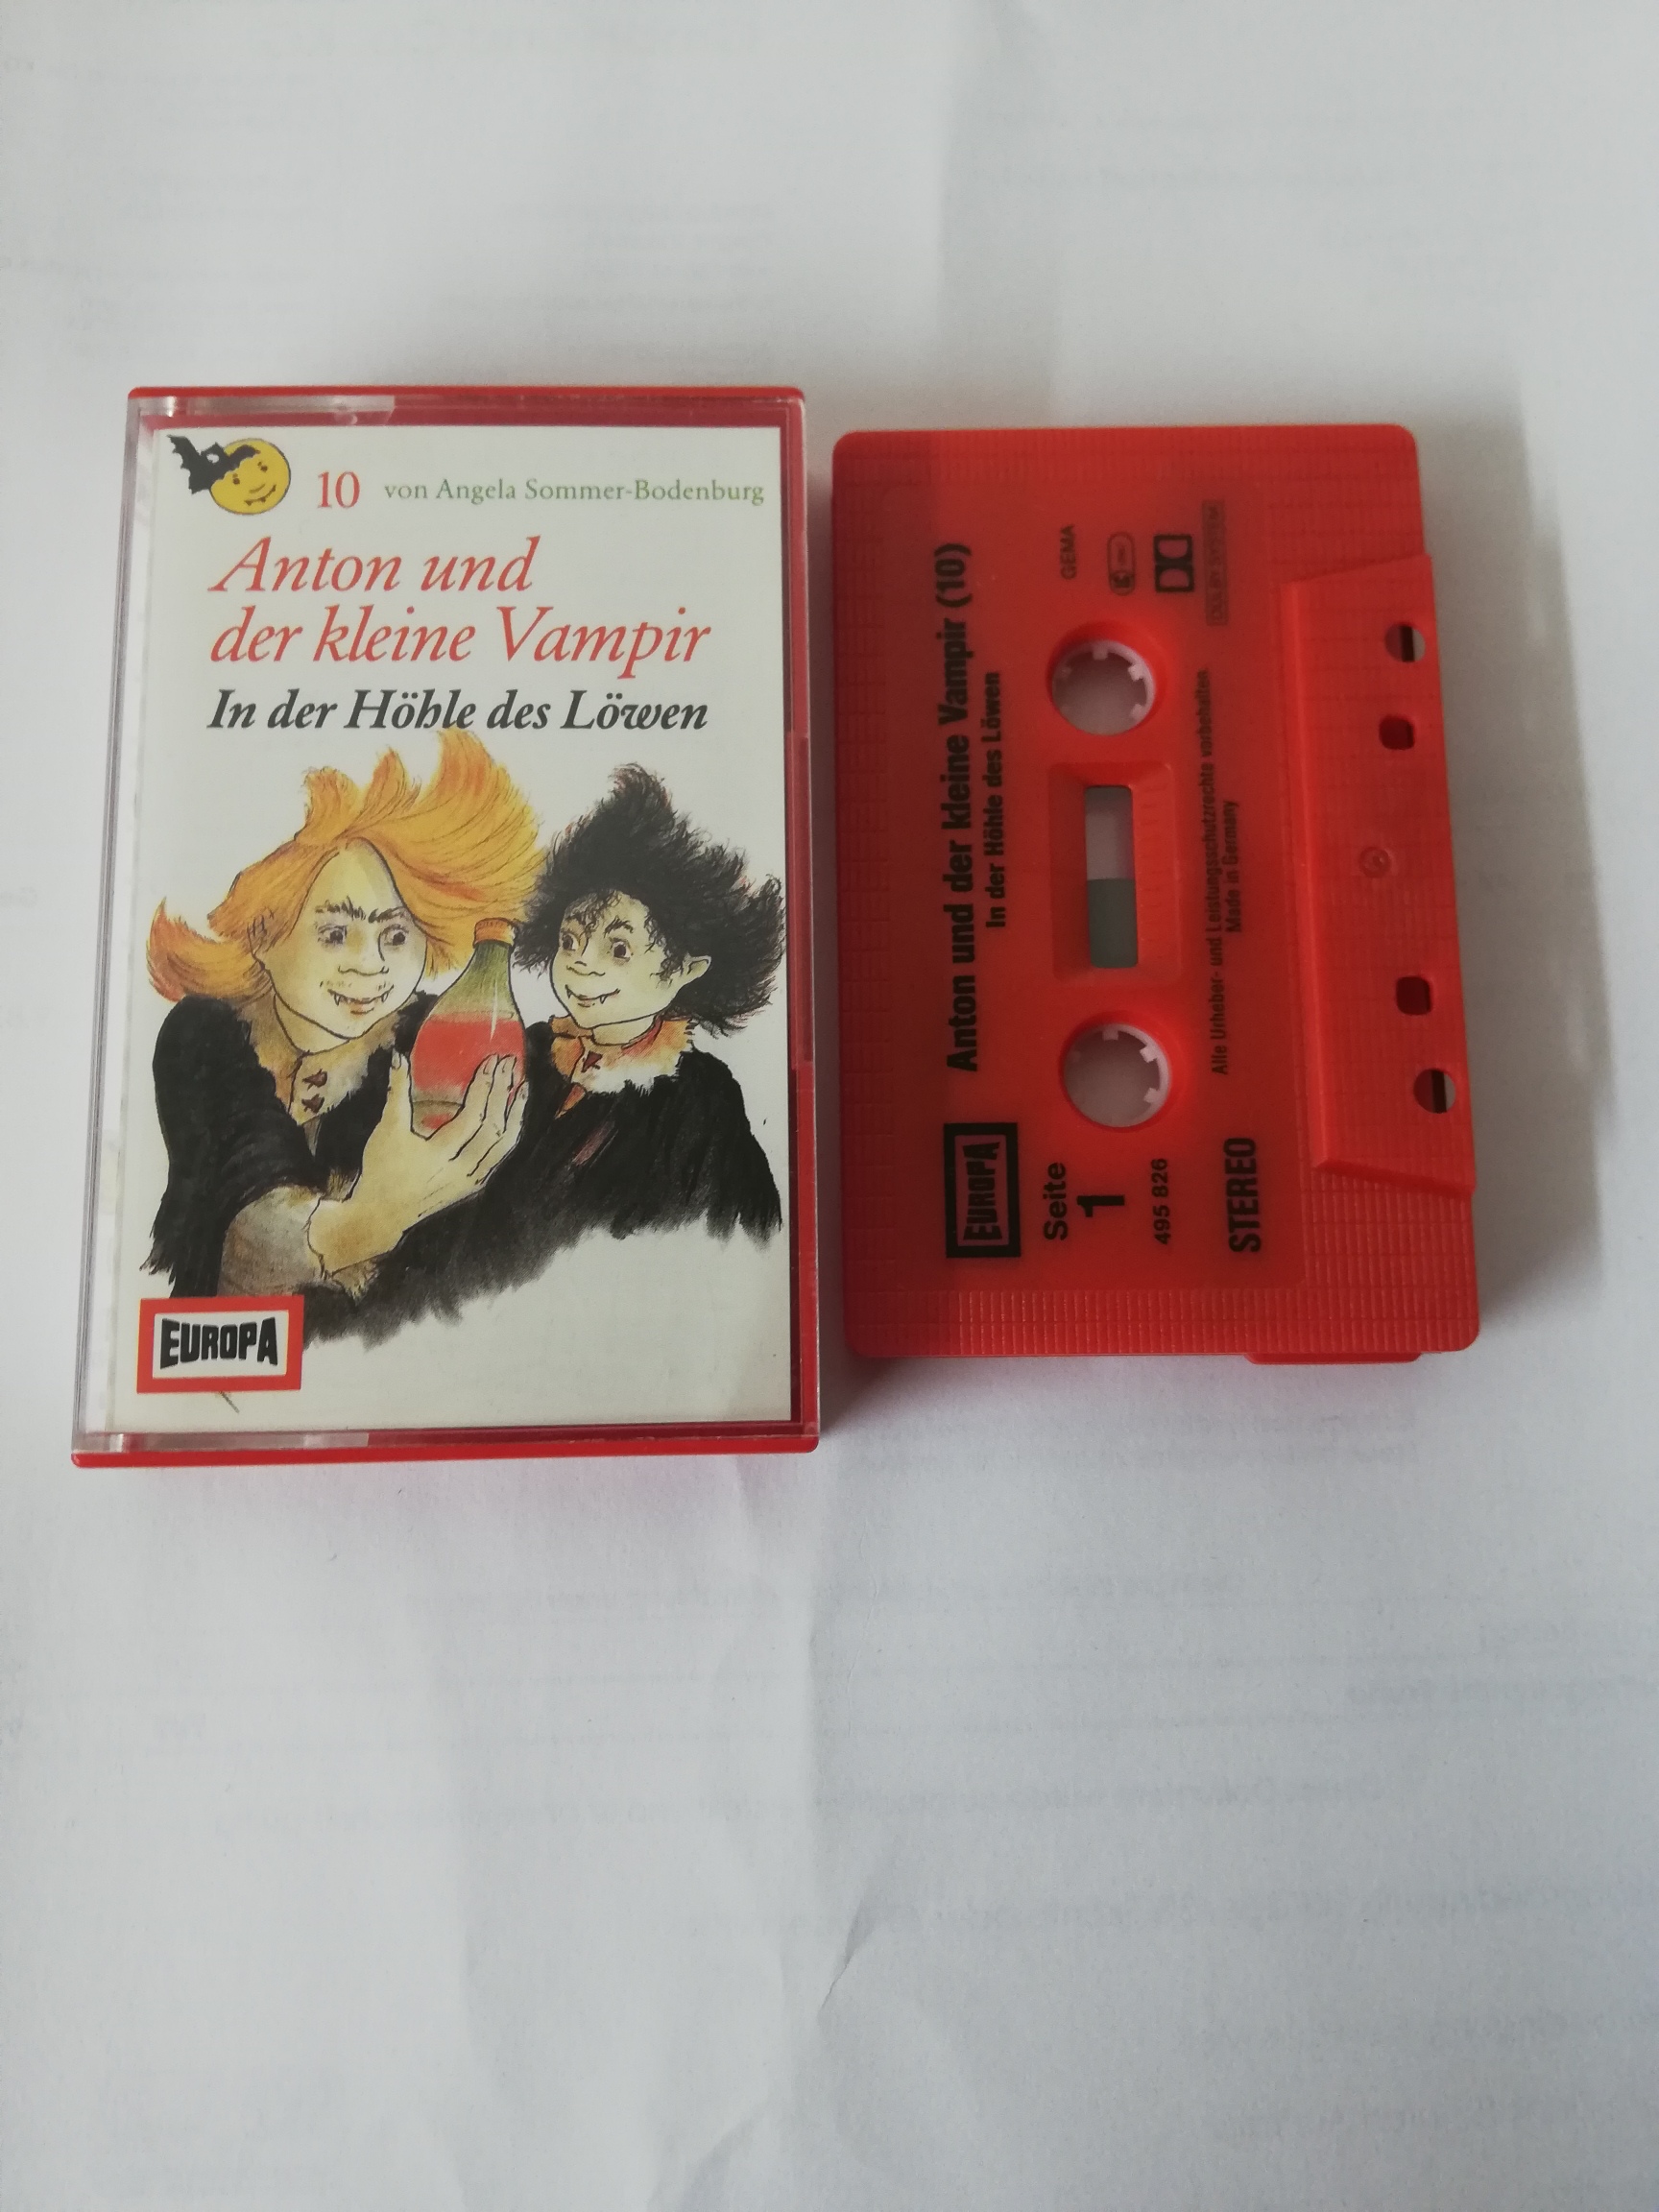 10 von Angela Sommer-Bodenburg
Anton und
der kleine Vampir
In der Höhle des Löwen
EUROPA
EUROPA
Anton und der kleine Vampir (10)
In der Höhle des Löwen
Seite
1
495 826
GEMA
Alle Urheber- und Leistungsschutzrechte vorbehalten
Made in Germany
STEREO
DOLBY SYSTEM